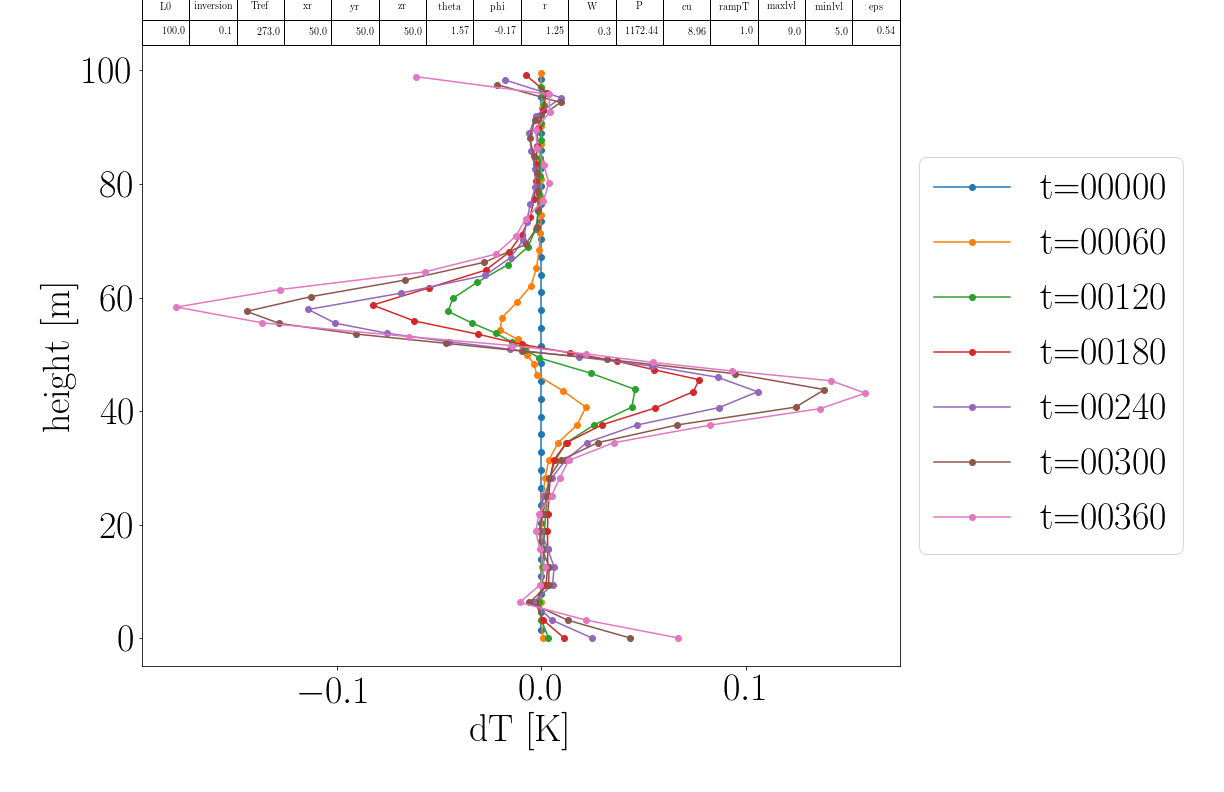 L0 inversion Tref xr yr zr theta phi r W P cu rampT maxlvl minlvl eps
100.0 0.1 273.0 50.0 50.0 50.0 1.57 -0.17 1.25 0.3 1172.44 8.96 1.0 9.0 5.0 0.54
100
80
60
40
20
0
height [m]
−0.1 0.0 0.1
dT [K]
t=00000
t=00060
t=00120
t=00180
t=00240
t=00300
t=00360